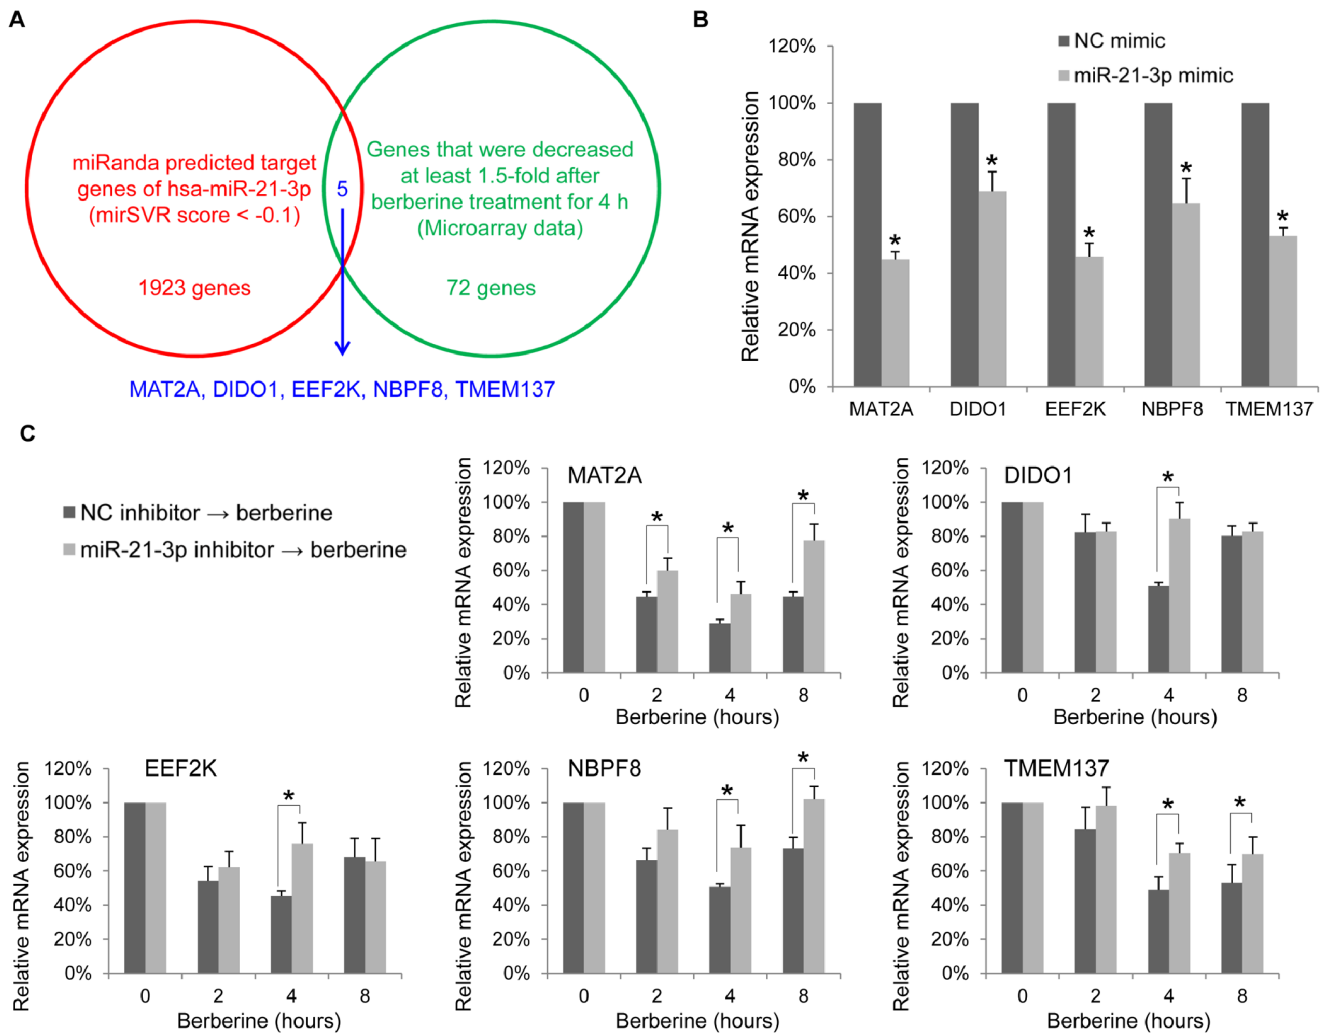 A
miRanda predicted target
genes of hsa-miR-21-3p
(mirSVR score < -0.1)
1923 genes
5
Genes that were decreased
at least 1.5-fold after
berberine treatment for 4 h
(Microarray data)
72 genes
MAT2A, DIDO1, EEF2K, NBPF8, TMEM137
B
NC mimic
miR-21-3p mimic
Relative mRNA expression
120%
100%
80%
60%
40%
20%
0%
* * * * *
MAT2A DIDO1 EEF2K NBPF8 TMEM137
C
NC inhibitor → berberine
miR-21-3p inhibitor → berberine
MAT2A
Relative mRNA expression
120%
100%
80%
60%
40%
20%
0%
* * *
0 2 4 8
Berberine (hours)
DIDO1
Relative mRNA expression
120%
100%
80%
60%
40%
20%
0%
*
0 2 4 8
Berberine (hours)
EEF2K
Relative mRNA expression
120%
100%
80%
60%
40%
20%
0%
*
0 2 4 8
Berberine (hours)
NBPF8
Relative mRNA expression
120%
100%
80%
60%
40%
20%
0%
* *
0 2 4 8
Berberine (hours)
TMEM137
Relative mRNA expression
120%
100%
80%
60%
40%
20%
0%
* *
0 2 4 8
Berberine (hours)